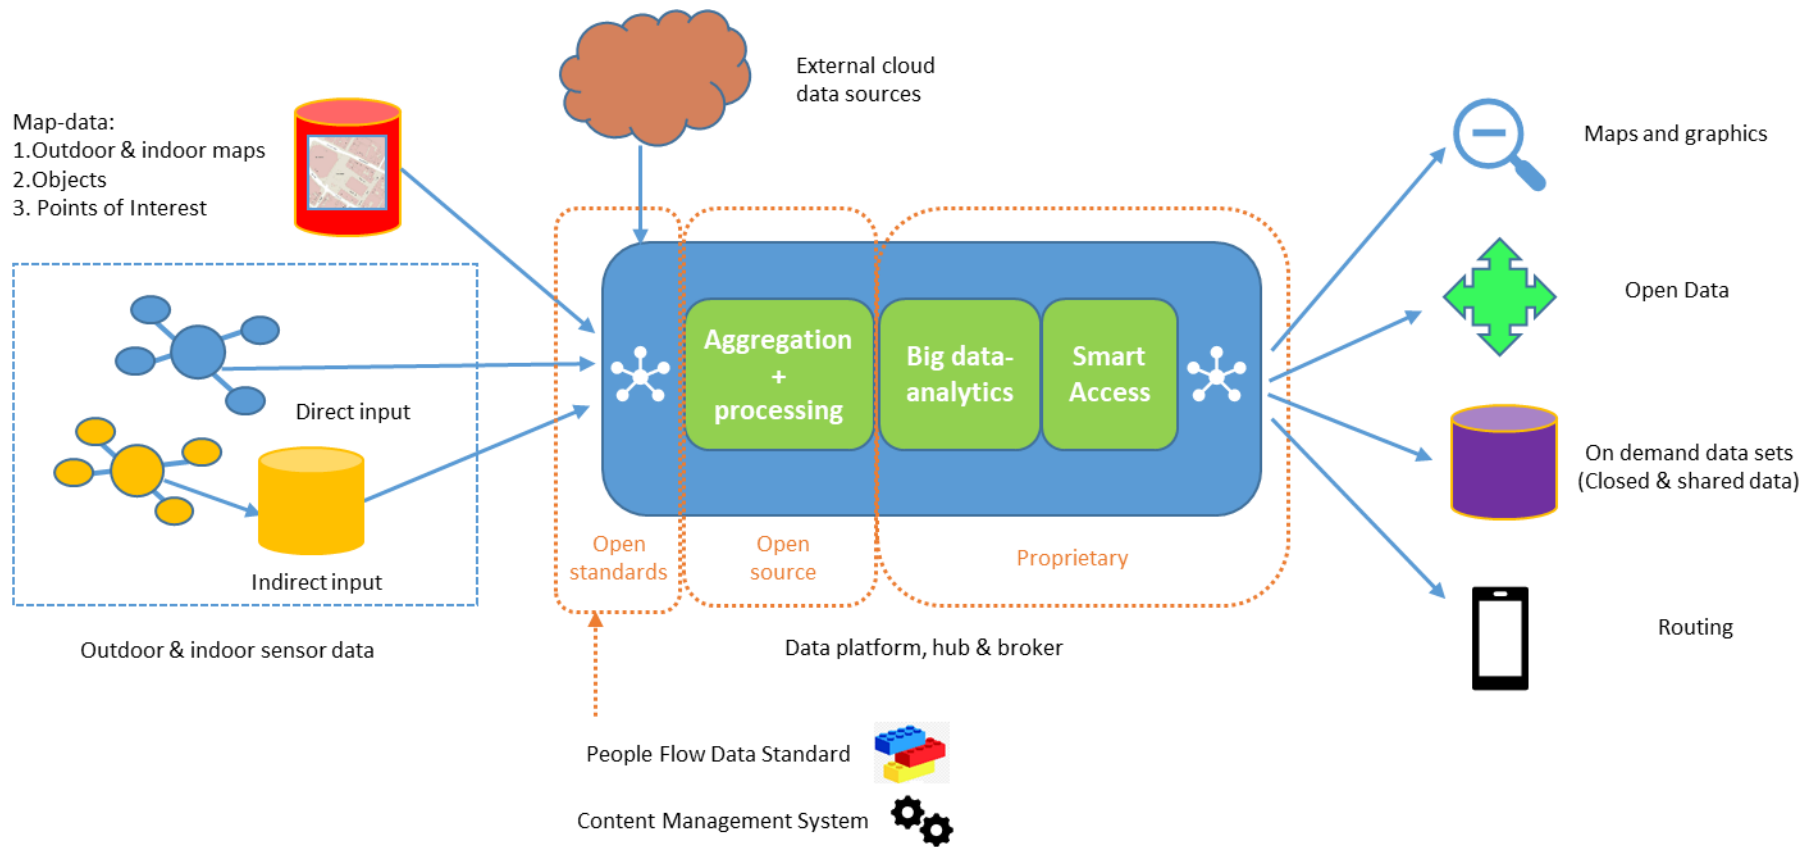 External cloud
data sources
Map-data:
1.Outdoor & indoor maps
2.Objects
3. Points of Interest
Maps and graphics
Open Data
Aggregation
+
processing
Big data-
analytics
Smart
Access
Direct input
On demand data sets
(Closed & shared data)
Indirect input
Open
standards
Open
source
Proprietary
Outdoor & indoor sensor data
Data platform, hub & broker
Routing
People Flow Data Standard
Content Management System